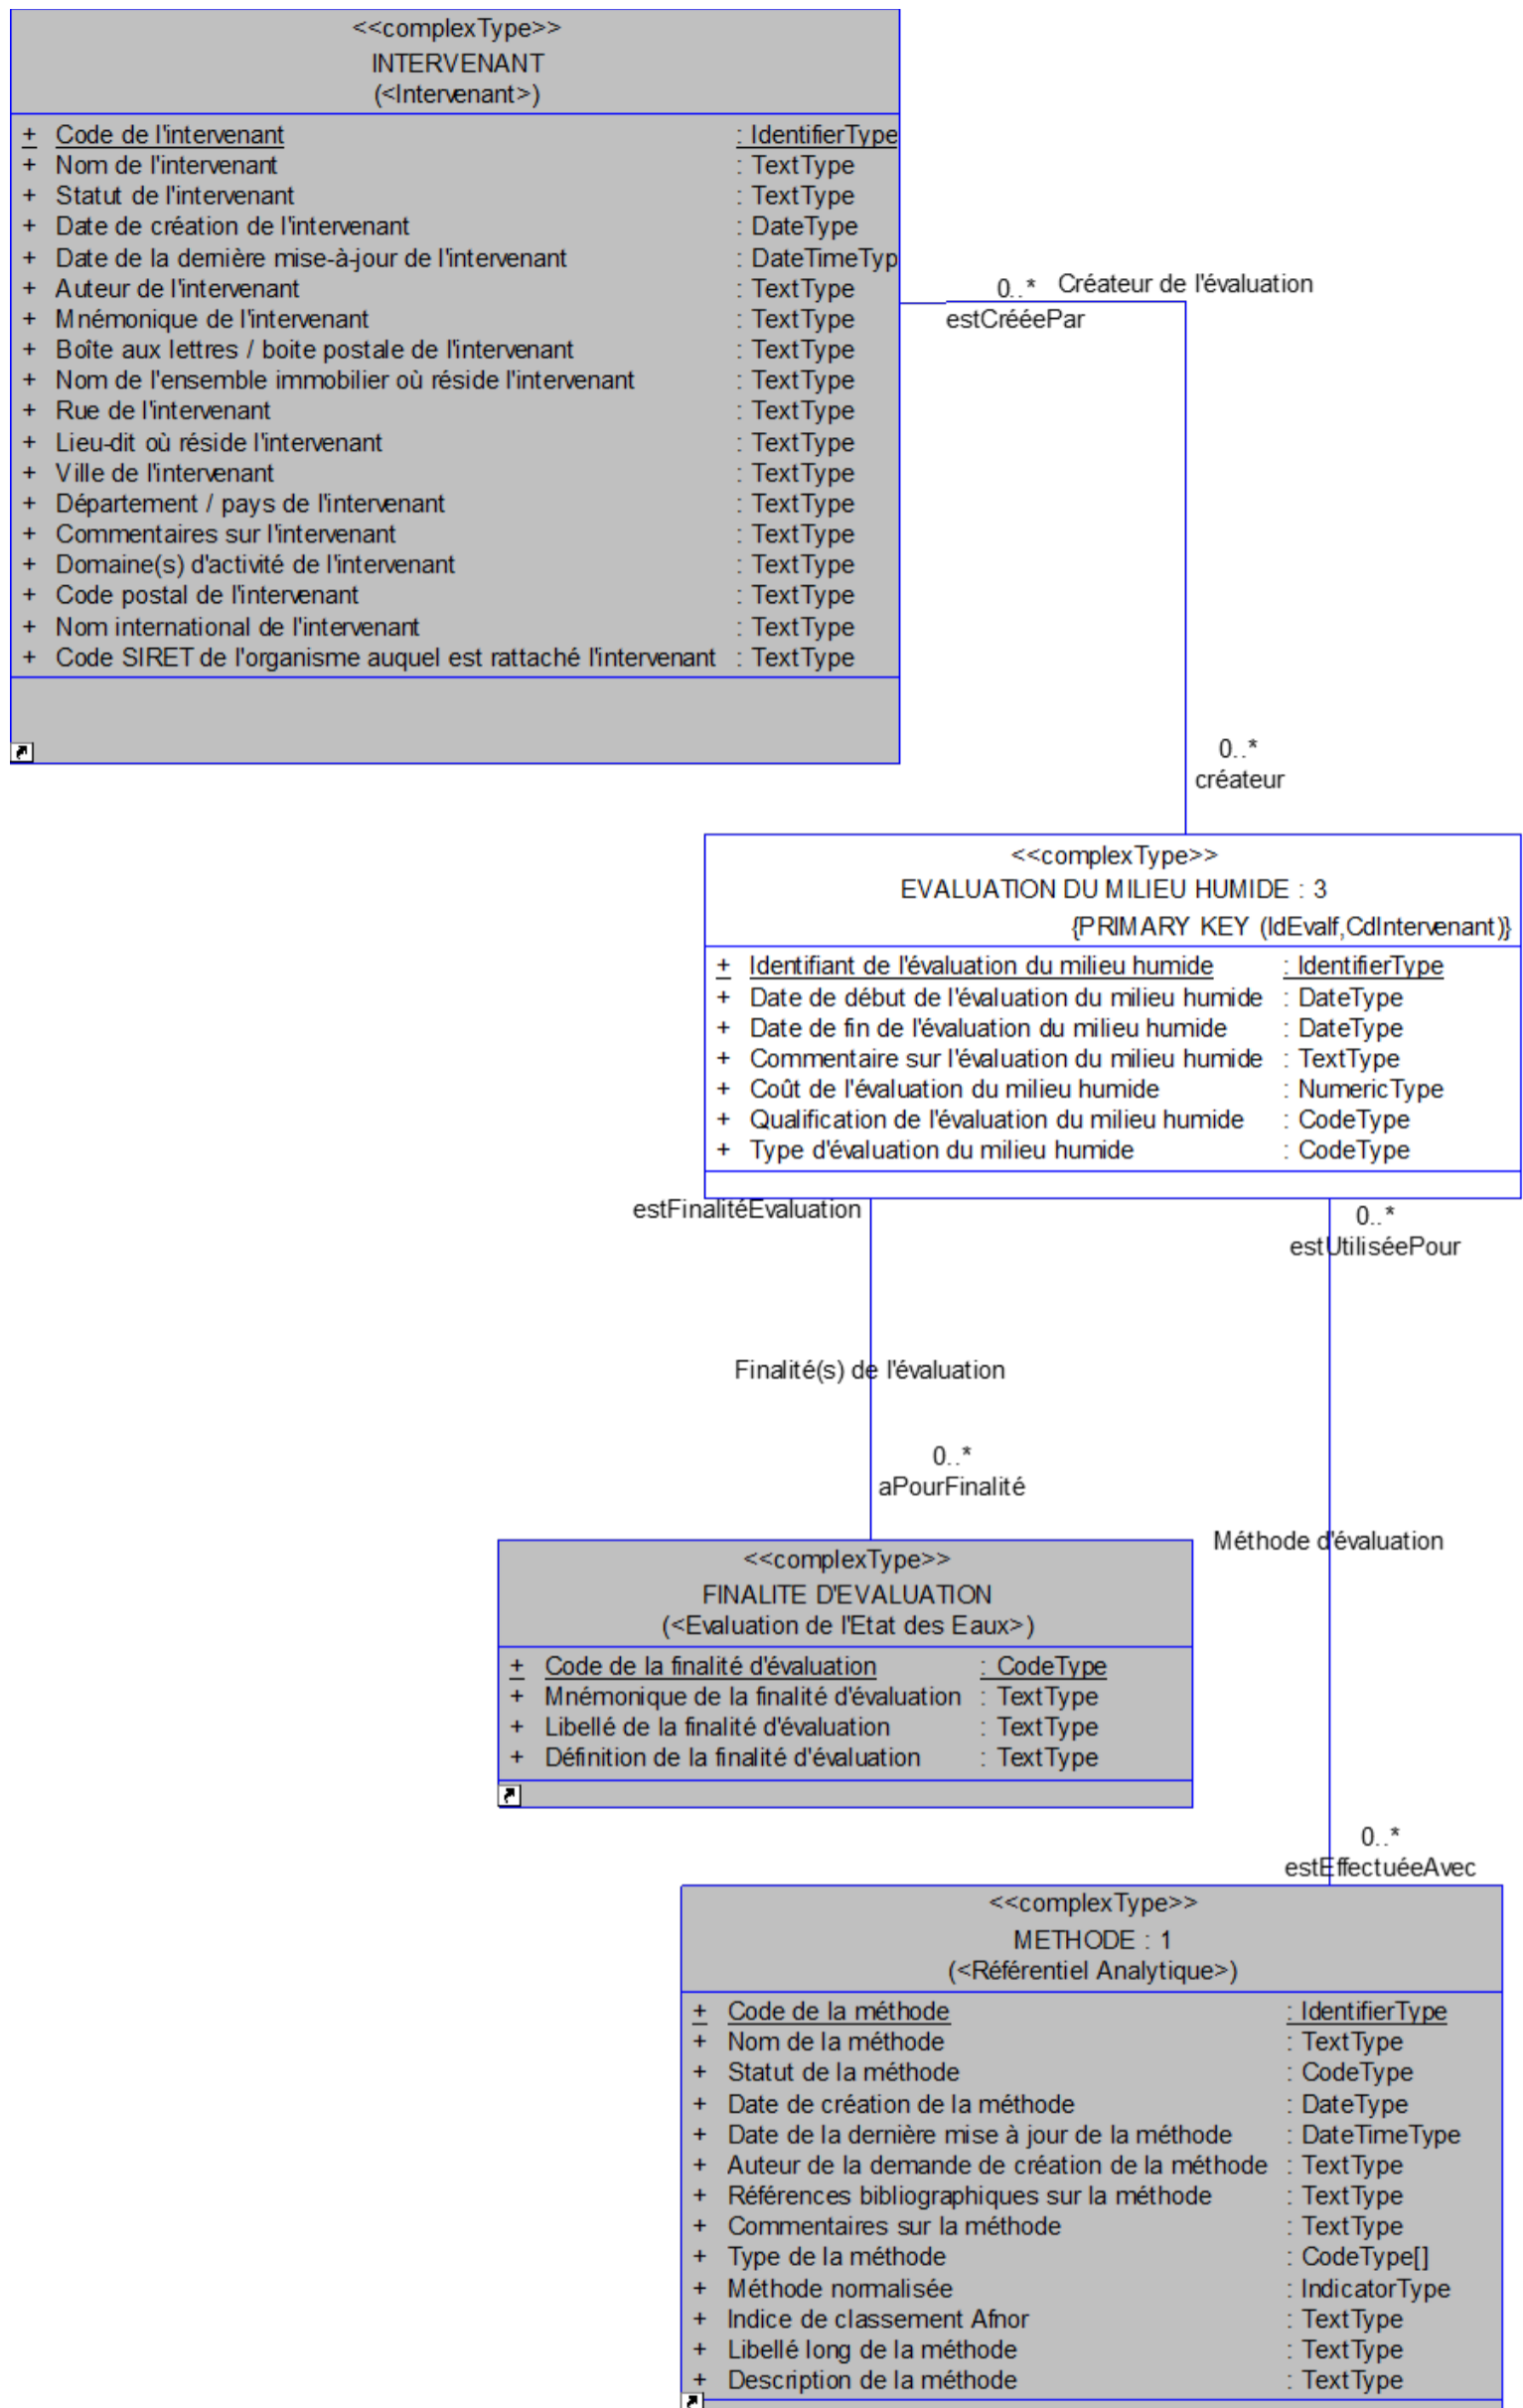 <<complexType>>
INTERVENANT
(<Intervenant>)
+ Code de l'intervenant : IdentifierType
+ Nom de l'intervenant : TextType
+ Statut de l'intervenant : TextType
+ Date de création de l'intervenant : DateType
+ Date de la dernière mise-à-jour de l'intervenant : DateTimeTyp
+ Auteur de l'intervenant : TextType
+ Mnémonique de l'intervenant : TextType
+ Boîte aux lettres / boite postale de l'intervenant : TextType
+ Nom de l'ensemble immobilier où réside l'intervenant : TextType
+ Rue de l'intervenant : TextType
+ Lieu-dit où réside l'intervenant : TextType
+ Ville de l'intervenant : TextType
+ Département / pays de l'intervenant : TextType
+ Commentaires sur l'intervenant : TextType
+ Domaine(s) d'activité de l'intervenant : TextType
+ Code postal de l'intervenant : TextType
+ Nom international de l'intervenant : TextType
+ Code SIRET de l'organisme auquel est rattaché l'intervenant : TextType
0..* Créateur de l'évaluation
estCrééePar
0..*
créateur
<<complexType>>
EVALUATION DU MILIEU HUMIDE : 3
{PRIMARY KEY (IdEvalf,CdIntervenant)}
+ Identifiant de l'évaluation du milieu humide : IdentifierType
+ Date de début de l'évaluation du milieu humide : DateType
+ Date de fin de l'évaluation du milieu humide : DateType
+ Commentaire sur l'évaluation du milieu humide : TextType
+ Coût de l'évaluation du milieu humide : NumericType
+ Qualification de l'évaluation du milieu humide : CodeType
+ Type d'évaluation du milieu humide : CodeType
estFinalitéEvaluation
0..*
estUtiliséePour
Finalité(s) de l'évaluation
0..*
aPourFinalité
Méthode d'évaluation
<<complexType>>
FINALITE D'EVALUATION
(<Evaluation de l'Etat des Eaux>)
+ Code de la finalité d'évaluation : CodeType
+ Mnémonique de la finalité d'évaluation : TextType
+ Libellé de la finalité d'évaluation : TextType
+ Définition de la finalité d'évaluation : TextType
0..*
estEffectuéeAvec
<<complexType>>
METHODE : 1
(<Référentiel Analytique>)
+ Code de la méthode : IdentifierType
+ Nom de la méthode : TextType
+ Statut de la méthode : CodeType
+ Date de création de la méthode : DateType
+ Date de la dernière mise à jour de la méthode : DateTimeType
+ Auteur de la demande de création de la méthode : TextType
+ Références bibliographiques sur la méthode : TextType
+ Commentaires sur la méthode : TextType
+ Type de la méthode : CodeType[]
+ Méthode normalisée : IndicatorType
+ Indice de classement Afnor : TextType
+ Libellé long de la méthode : TextType
+ Description de la méthode : TextType